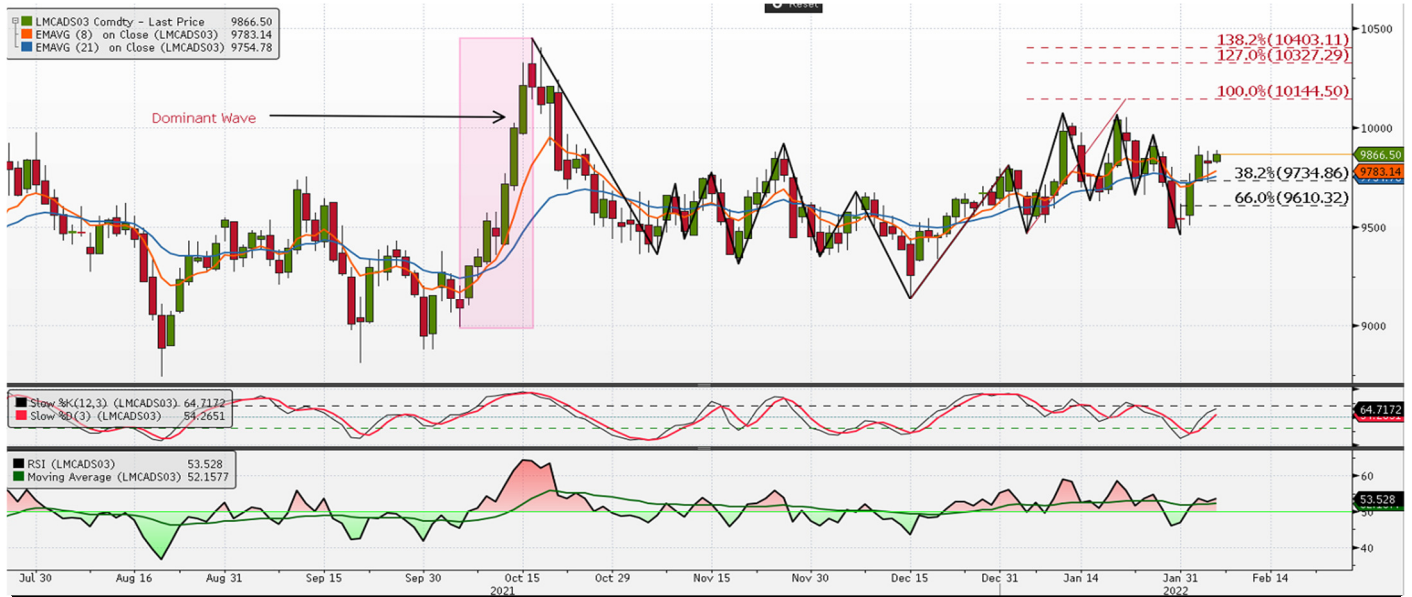 Reset
LMCADS03 Comdty - Last Price 9866.50
EMAVG (8) on Close (LMCADS03) 9783.14
EMAVG (21) on Close (LMCADS03) 9754.78
Dominant Wave
138.2%(10403.11)
127.0%(10327.29)
100.0%(10144.50)
38.2%(9734.86)
66.0%(9610.32)
10500
10000
9866.50
9783.14
9500
9000
Slow %K(12,3) (LMCADS03) 64.7172
Slow %D(3) (LMCADS03) 54.2651
64.7172
RSI (LMCADS03) 53.528
Moving Average (LMCADS03) 52.1577
60
53.528
50
40
Jul 30 Aug 16 Aug 31 Sep 15 Sep 30 Oct 15 Oct 29 Nov 15 Nov 30 Dec 15 Dec 31 Jan 14 Jan 31 Feb 14
2021 2022